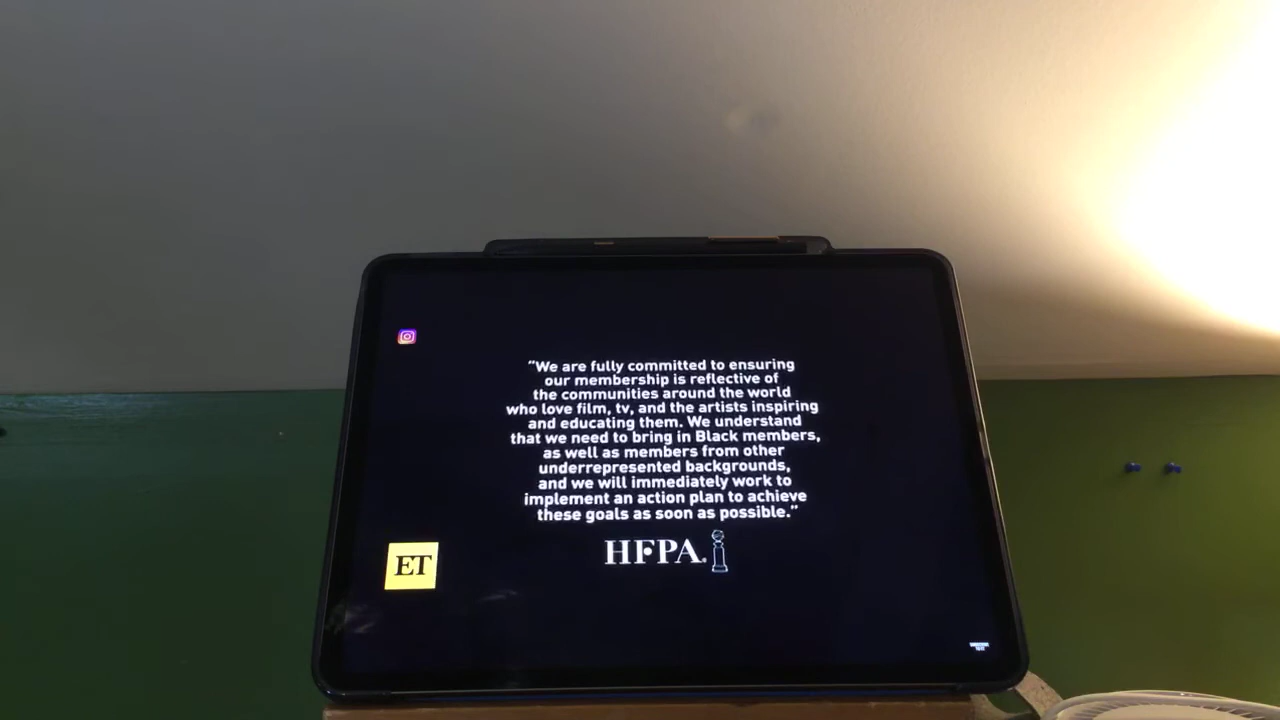 "We are fully committed to ensuring
our membership is reflective of
the communities around the world
who love film, tv, and the artists inspiring
and educating them. We understand
that we need to bring in Black members,
as well as members from other
underrepresented backgrounds,
and we will immediately work to
implement an action plan to achieve
these goals as soon as possible."
HFPA.
ET